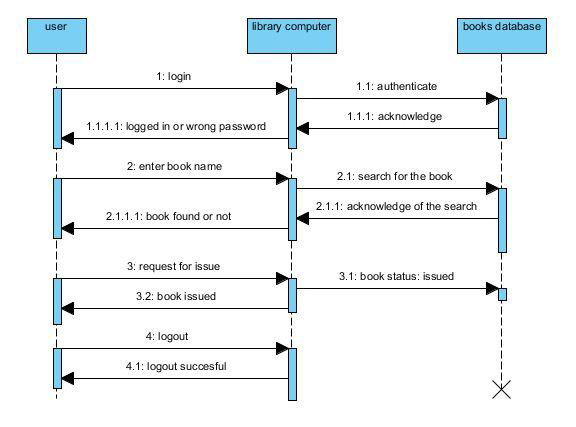 user
library computer
books database
1: login
1.1: authenticate
1.1.1: acknowledge
1.1.1.1: logged in or wrong password
2: enter book name
2.1: search for the book
2.1.1: acknowledge of the search
2.1.1.1: book found or not
3: request for issue
3.1: book status: issued
3.2: book issued
4: logout
4.1: logout succesful